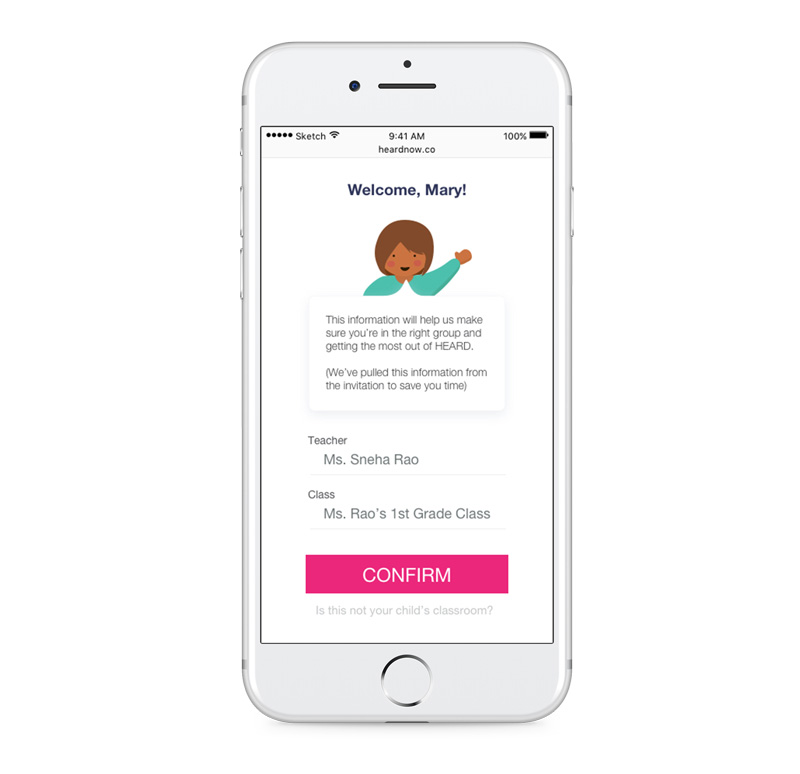 Sketch 9:41 AM 100%
heardnow.co
Welcome, Mary!
This information will help us make
sure you’re in the right group and
getting the most out of HEARD.
(We’ve pulled this information from
the invitation to save you time)
Teacher
Ms. Sneha Rao
Class
Ms. Rao’s 1st Grade Class
CONFIRM
Is this not your child’s classroom?